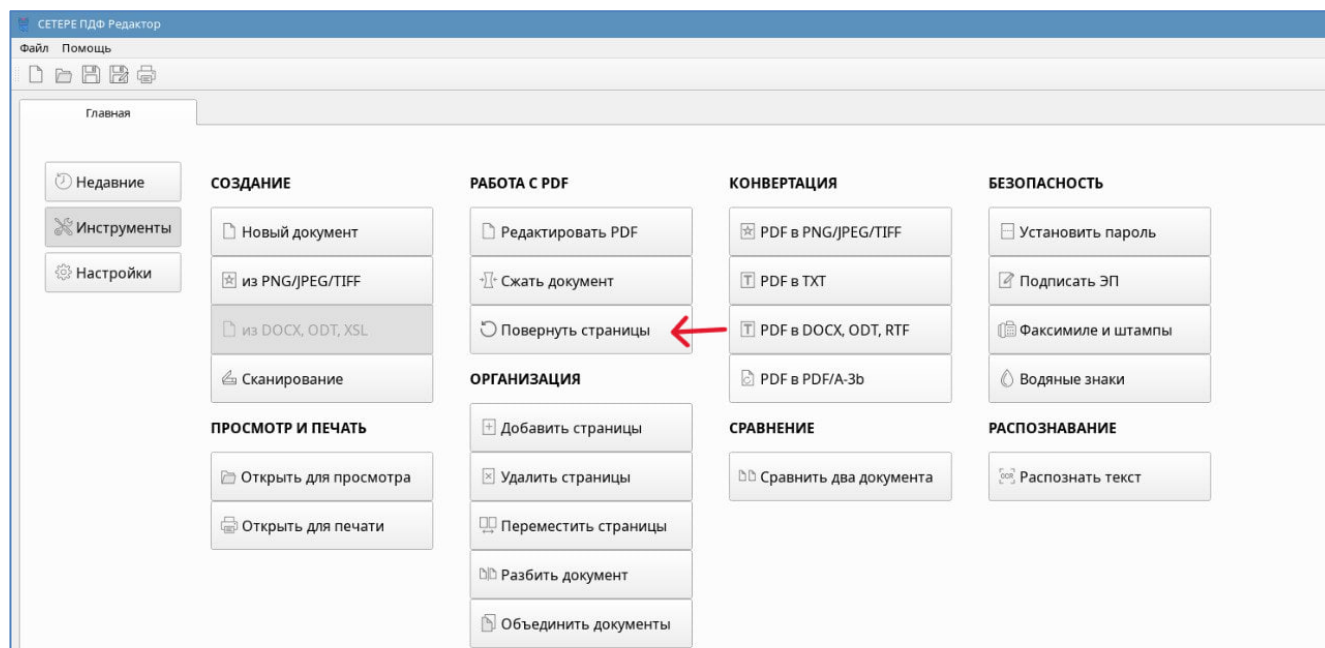 СЕТЕРЕ ПДФ Редактор
Файл Помощь
Главная
Недавние
Инструменты
Настройки
СОЗДАНИЕ
Новый документ
из PNG/JPEG/TIFF
из DOCX, ODT, XSL
Сканирование
ПРОСМОТР И ПЕЧАТЬ
Открыть для просмотра
Открыть для печати
РАБОТА С PDF
Редактировать PDF
Сжать документ
Повернуть страницы
ОРГАНИЗАЦИЯ
Добавить страницы
Удалить страницы
Переместить страницы
Разбить документ
Объединить документы
КОНВЕРТАЦИЯ
PDF в PNG/JPEG/TIFF
PDF в TXT
PDF в DOCX, ODT, RTF
PDF в PDF/A-3b
СРАВНЕНИЕ
Сравнить два документа
БЕЗОПАСНОСТЬ
Установить пароль
Подписать ЭП
Факсимиле и штампы
Водяные знаки
РАСПОЗНАВАНИЕ
Распознать текст